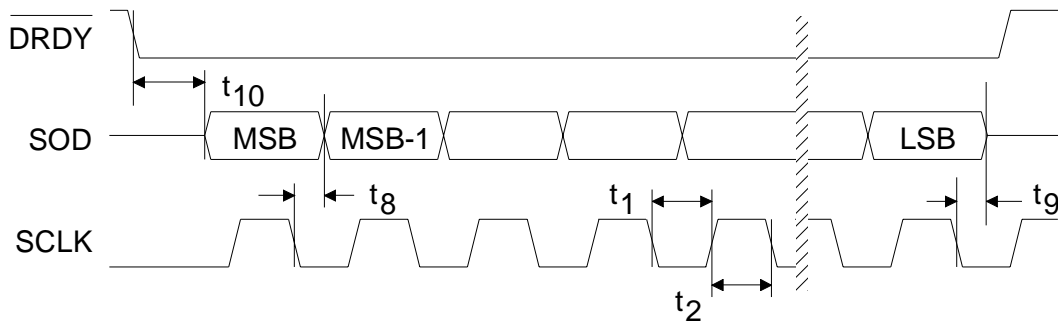 DRDY
t10
SOD MSB MSB-1 LSB
t8 t1 t9
SCLK
t2